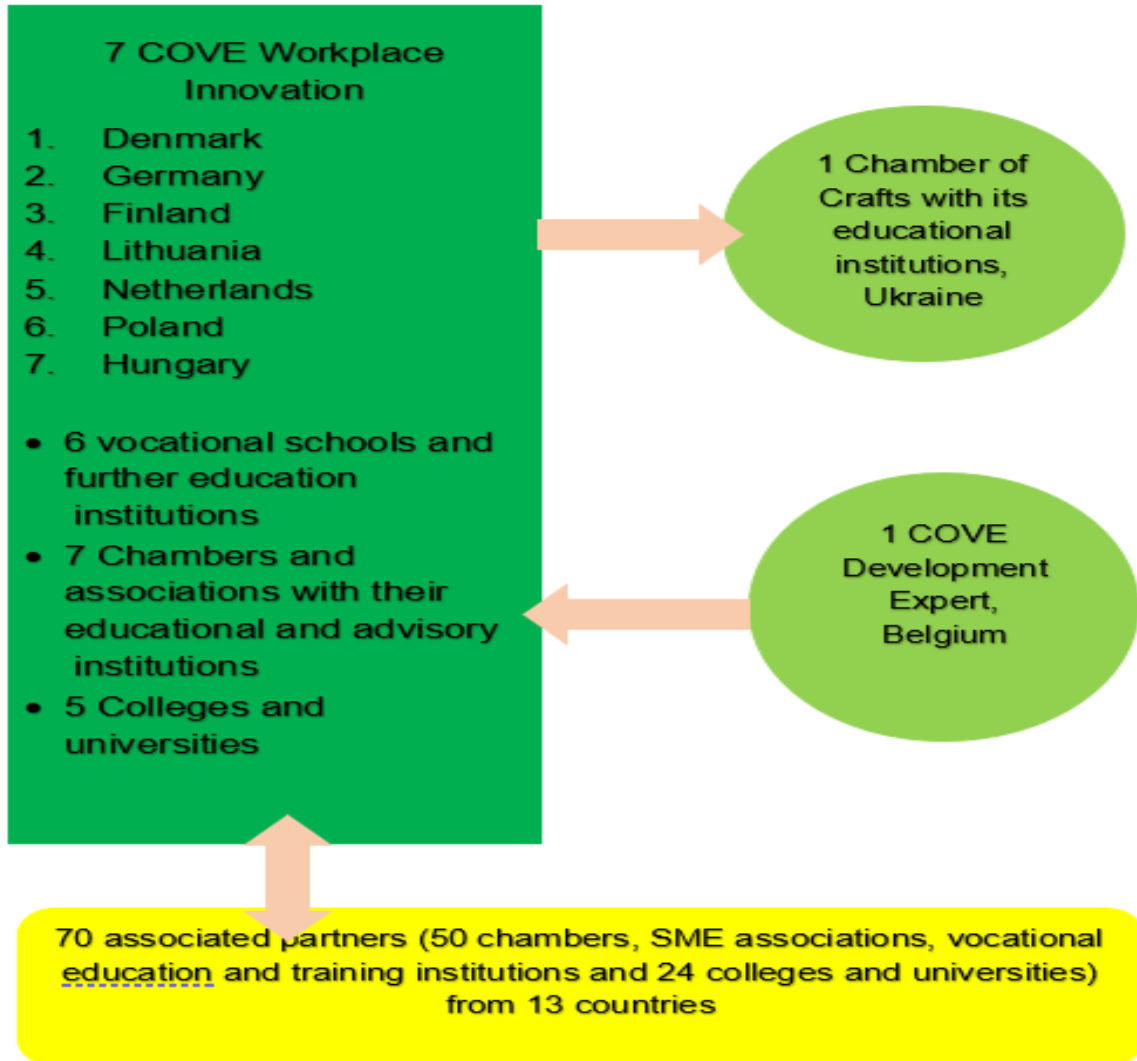 7 COVE Workplace
Innovation
1. Denmark
2. Germany
3. Finland
4. Lithuania
5. Netherlands
6. Poland
7. Hungary
• 6 vocational schools and
further education
institutions
• 7 Chambers and
associations with their
educational and advisory
institutions
• 5 Colleges and
universities
1 Chamber of
Crafts with its
educational
institutions,
Ukraine
1 COVE
Development
Expert,
Belgium
70 associated partners (50 chambers, SME associations, vocational
education and training institutions and 24 colleges and universities)
from 13 countries